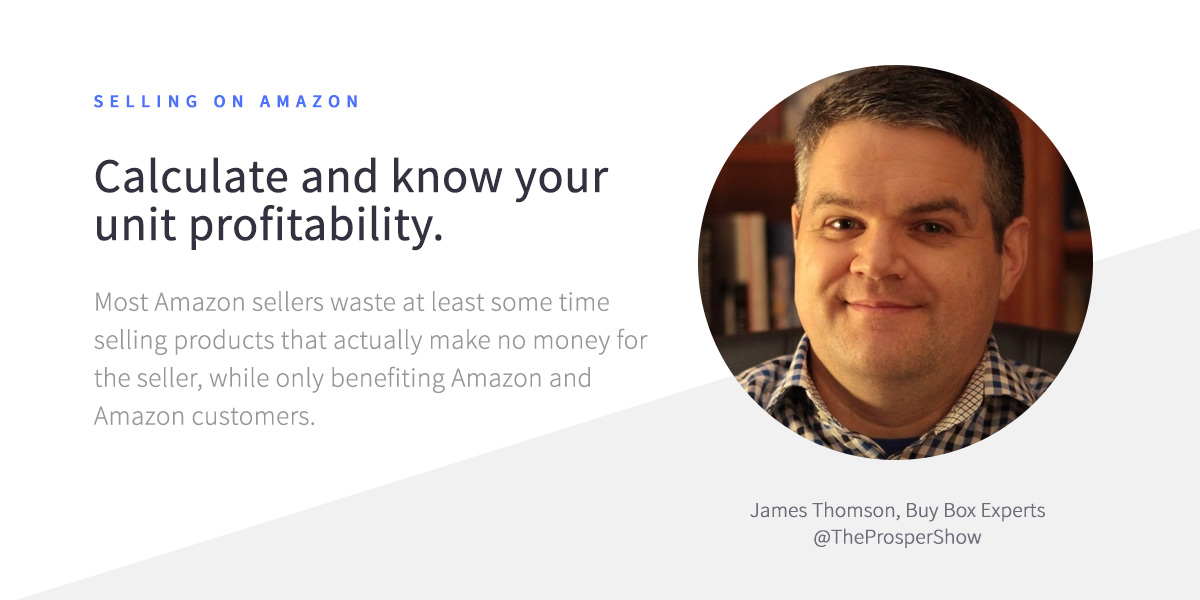 SELLING ON AMAZON
Calculate and know your
unit profitability.
Most Amazon sellers waste at least some time
selling products that actually make no money for
the seller, while only benefiting Amazon and
Amazon customers.
James Thomson, Buy Box Experts
@TheProsperShow